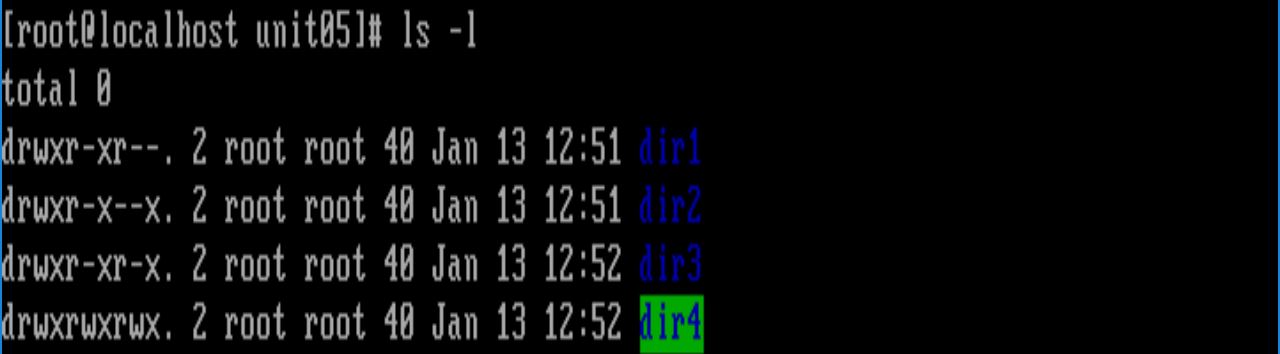 [root@localhost unit05]# ls -l
total 0
drwxr-xr--. 2 root root 40 Jan 13 12:51 dir1
drwxr-x--x. 2 root root 40 Jan 13 12:51 dir2
drwxr-xr-x. 2 root root 40 Jan 13 12:52 dir3
drwxrwxrwx. 2 root root 40 Jan 13 12:52 dir4